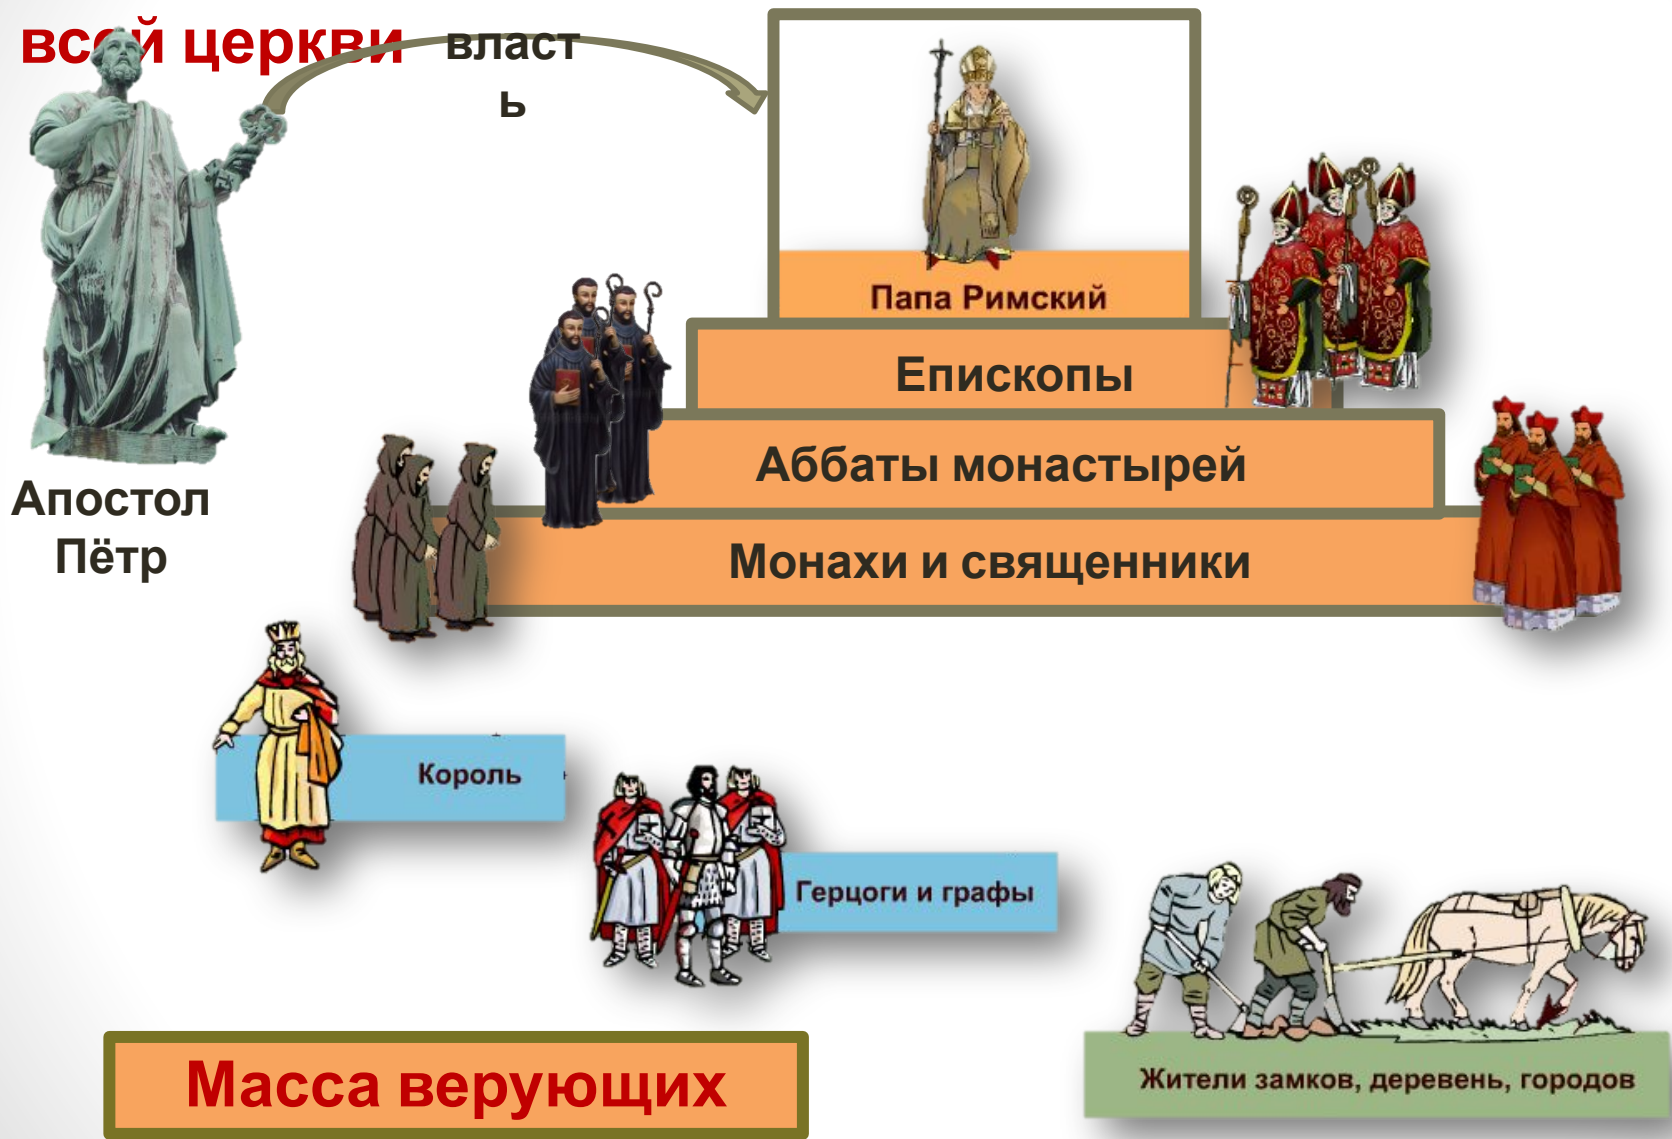 всей церкви
власт
ь
Папа Римский
Епископы
Аббаты монастырей
Апостол
Пётр
Монахи и священники
Король
Герцоги и графы
Масса верующих
Жители замков, деревень, городов